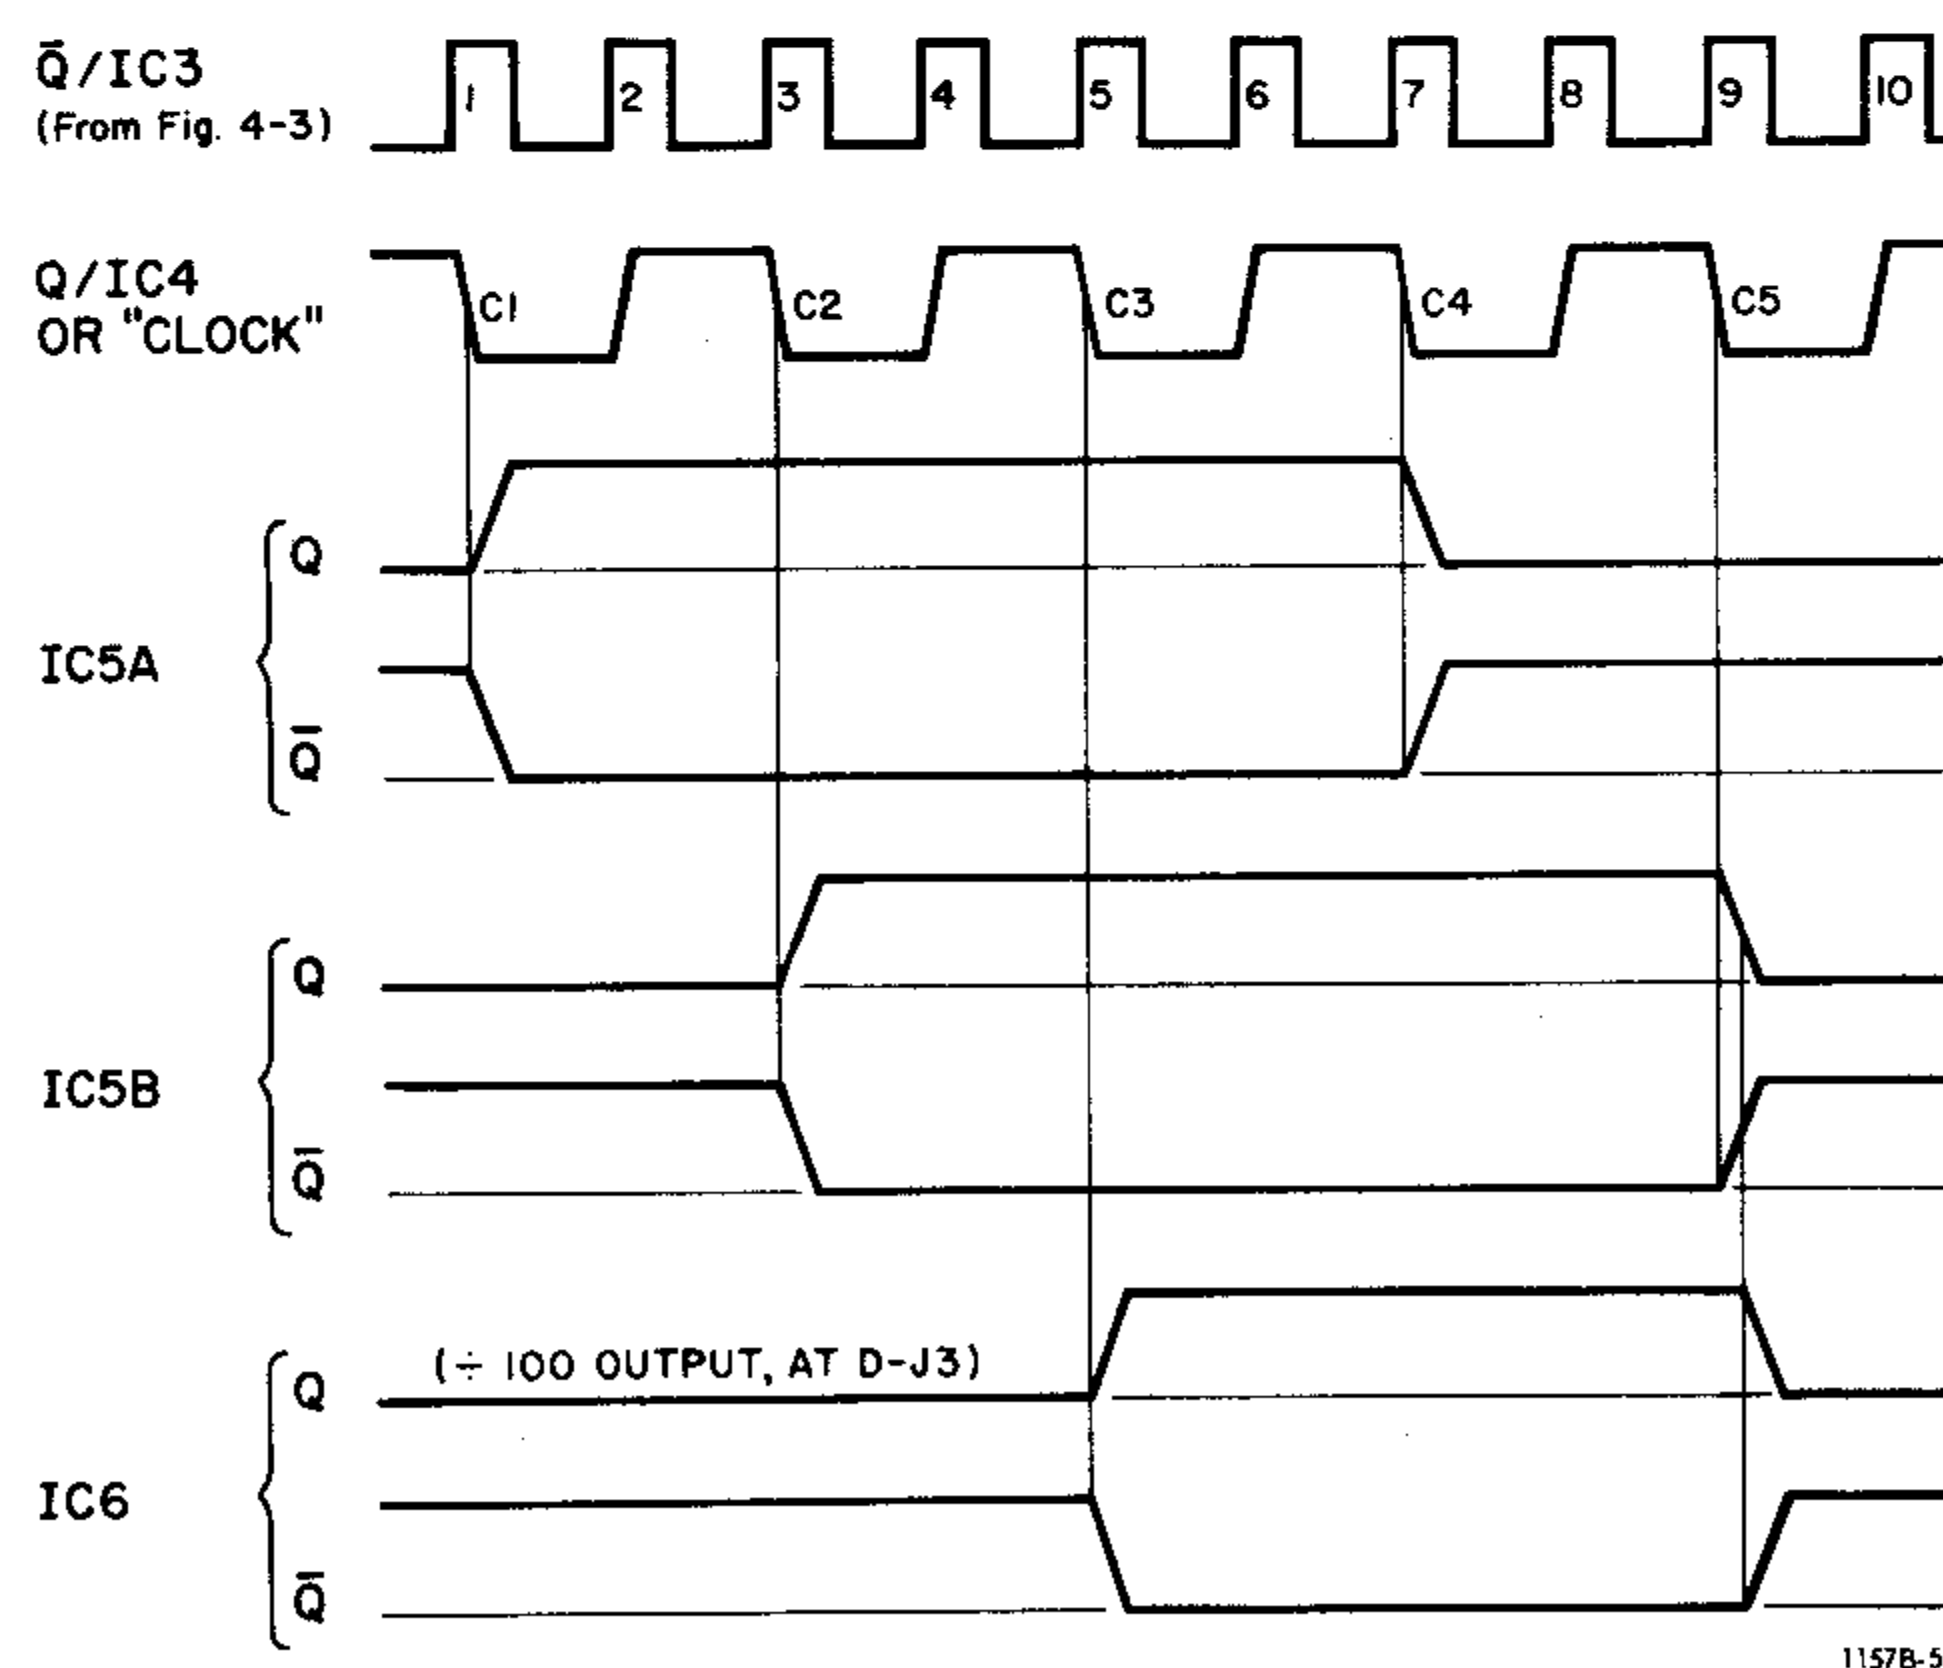 Q̄/IC3
(From Fig. 4-3)
1 2 3 4 5 6 7 8 9 10
Q/IC4
OR "CLOCK"
C1 C2 C3 C4 C5
Q
IC5A
Q̄
Q
IC5B
Q̄
(÷ 100 OUTPUT, AT D-J3)
Q
IC6
Q̄
1157B-5